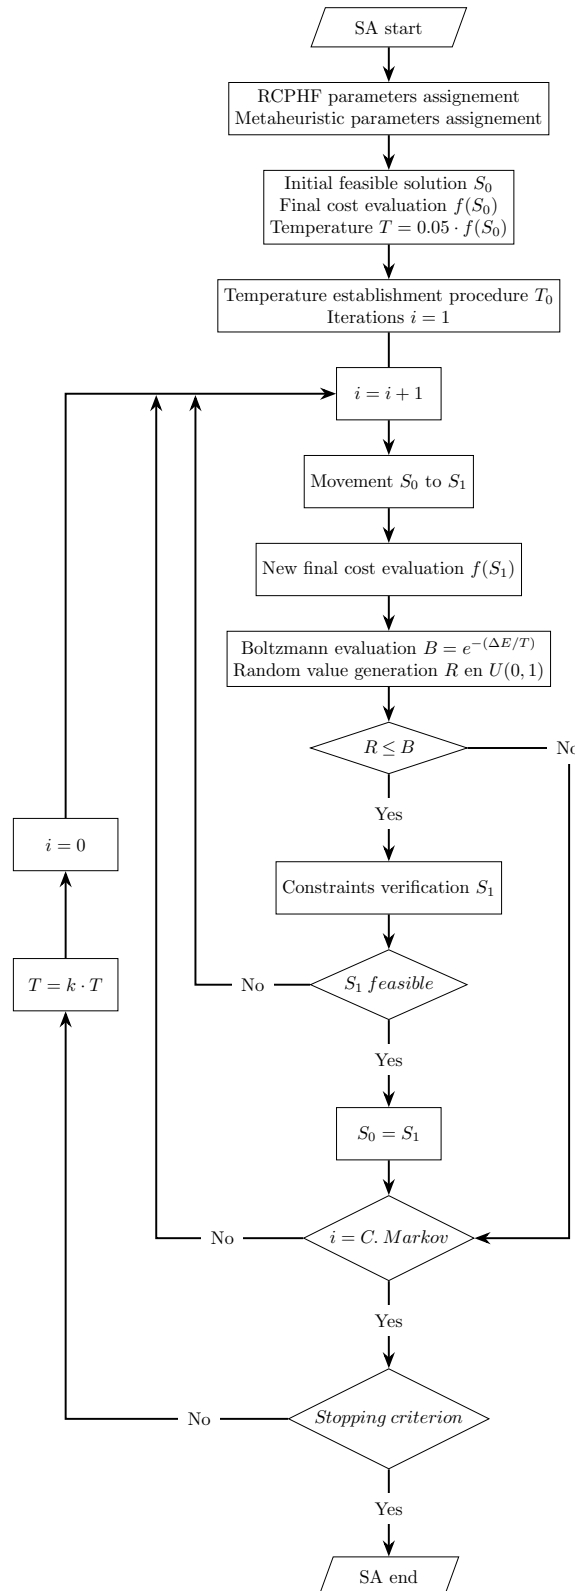 SA start
RCPHF parameters assignement
Metaheuristic parameters assignement
Initial feasible solution S₀
Final cost evaluation f(S₀)
Temperature T = 0.05 · f(S₀)
Temperature establishment procedure T₀
Iterations i = 1
i = i + 1
Movement S₀ to S₁
New final cost evaluation f(S₁)
Boltzmann evaluation B = e^{−(ΔE/T)}
Random value generation R en U(0, 1)
R ≤ B
No
Yes
i = 0
Constraints verification S₁
T = k · T
No
S₁ feasible
Yes
S₀ = S₁
No
i = C. Markov
Yes
No
Stopping criterion
Yes
SA end